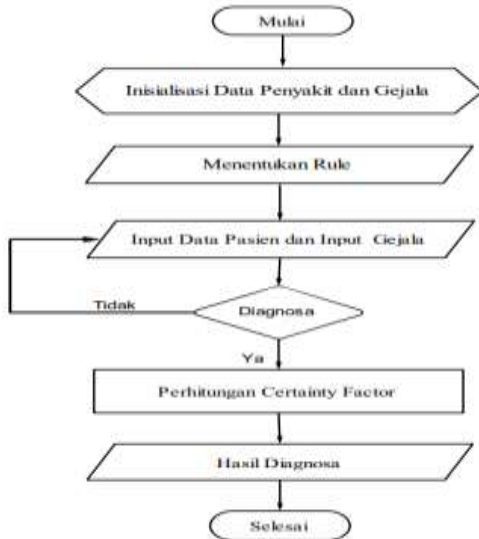 Mulai
Inisialisasi Data Penyakit dan Gejala
Menentukan Rule
Input Data Pasien dan Input Gejala
Tidak
Diagnosa
Ya
Perhitungan Certainty Factor
Hasil Diagnosa
Selesai